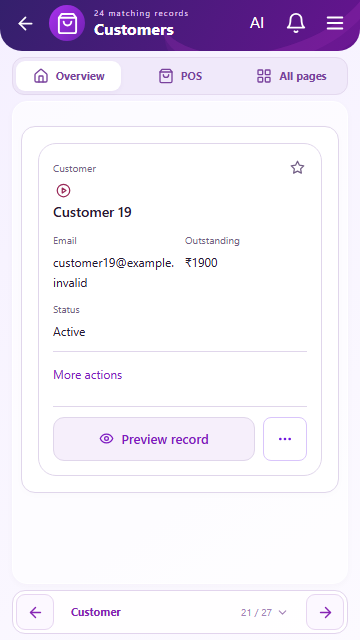 24 matching records
Customers
AI
Overview
POS
All pages
Customer
Customer 19
Email
Outstanding
customer19@example.
invalid
₹1900
Status
Active
More actions
Preview record
Customer
21 / 27